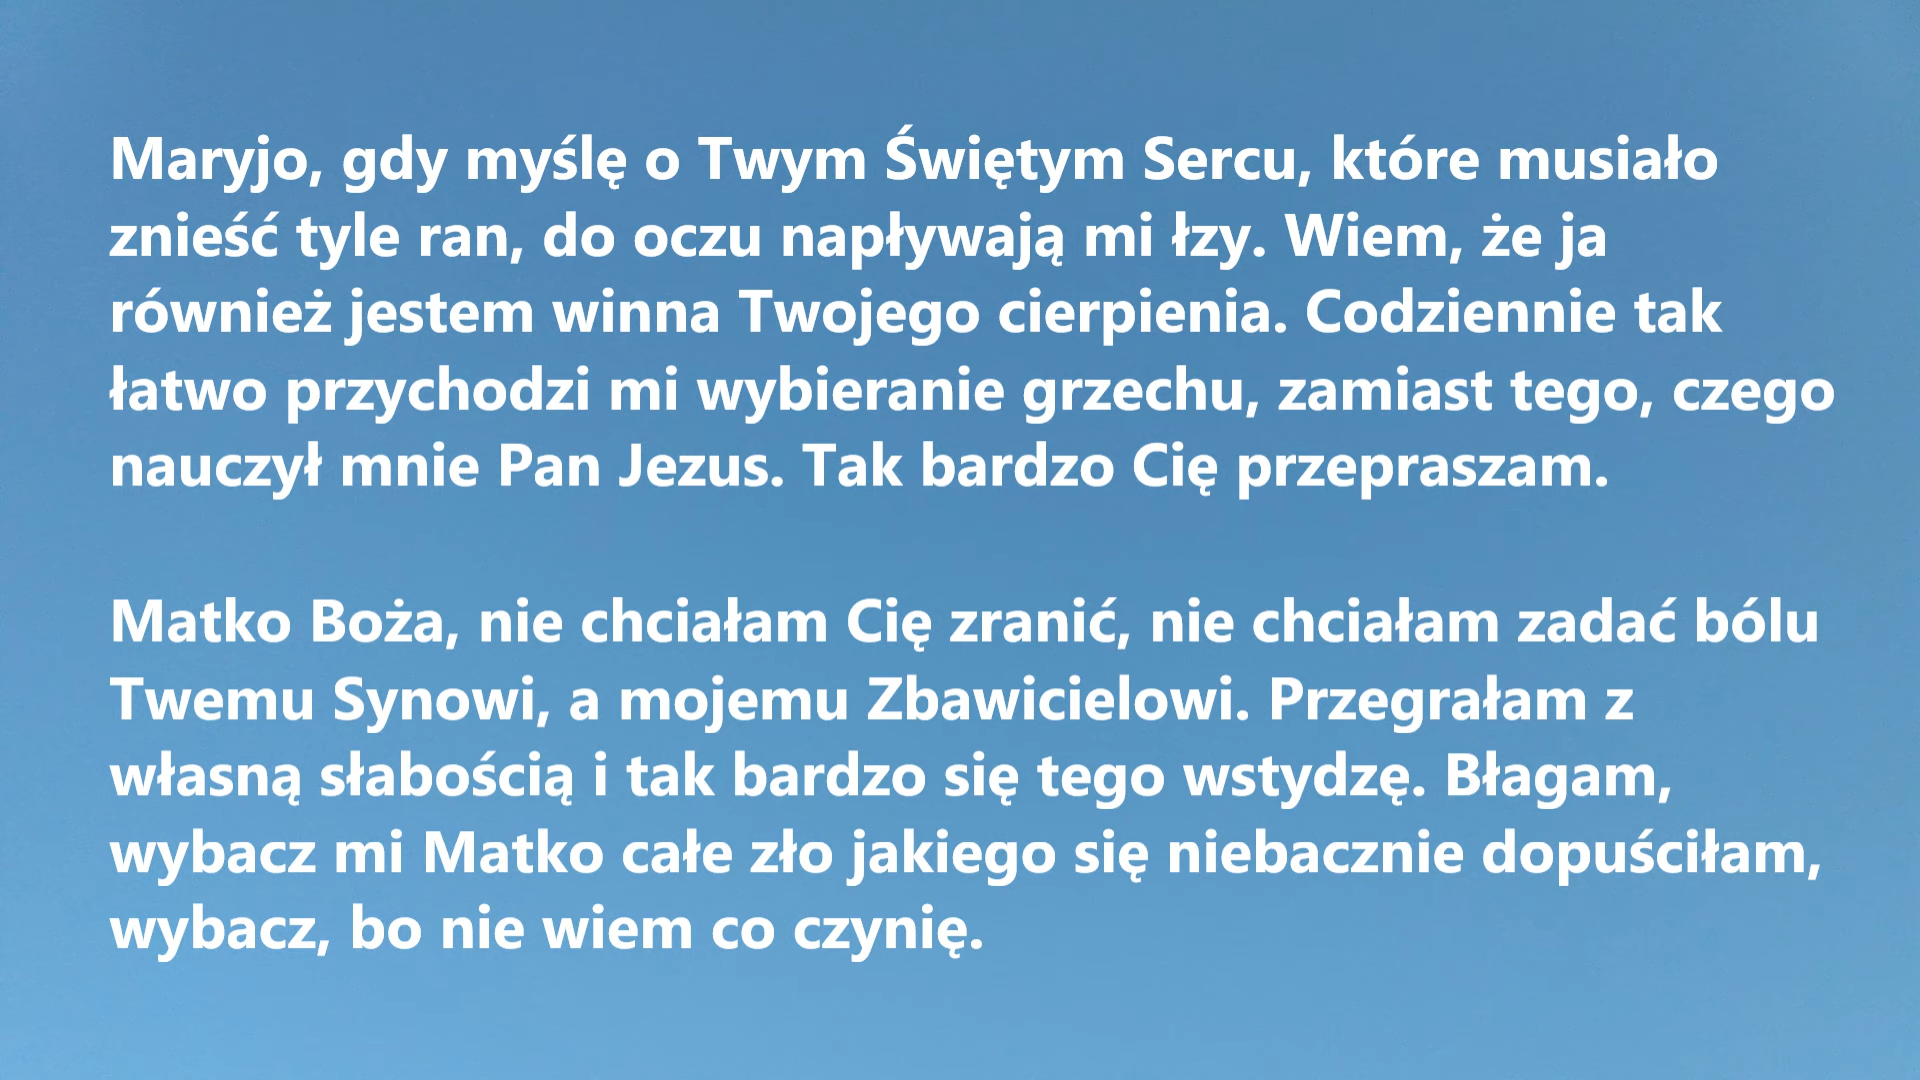 Maryjo, gdy myślę o Twym Świętym Sercu, które musiało
znieść tyle ran, do oczu napływają mi łzy. Wiem, że ja
również jestem winna Twojego cierpienia. Codziennie tak
łatwo przychodzi mi wybieranie grzechu, zamiast tego, czego
nauczył mnie Pan Jezus. Tak bardzo Cię przepraszam.
Matko Boża, nie chciałam Cię zranić, nie chciałam zadać bólu
Twemu Synowi, a mojemu Zbawicielowi. Przegrałam z
własną słabością i tak bardzo się tego wstydzę. Błagam,
wybacz mi Matko całe zło jakiego się niebacznie dopuściłam,
wybacz, bo nie wiem co czynię.